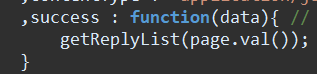 ,success : function(data){ //
getReplyList(page.val());
}